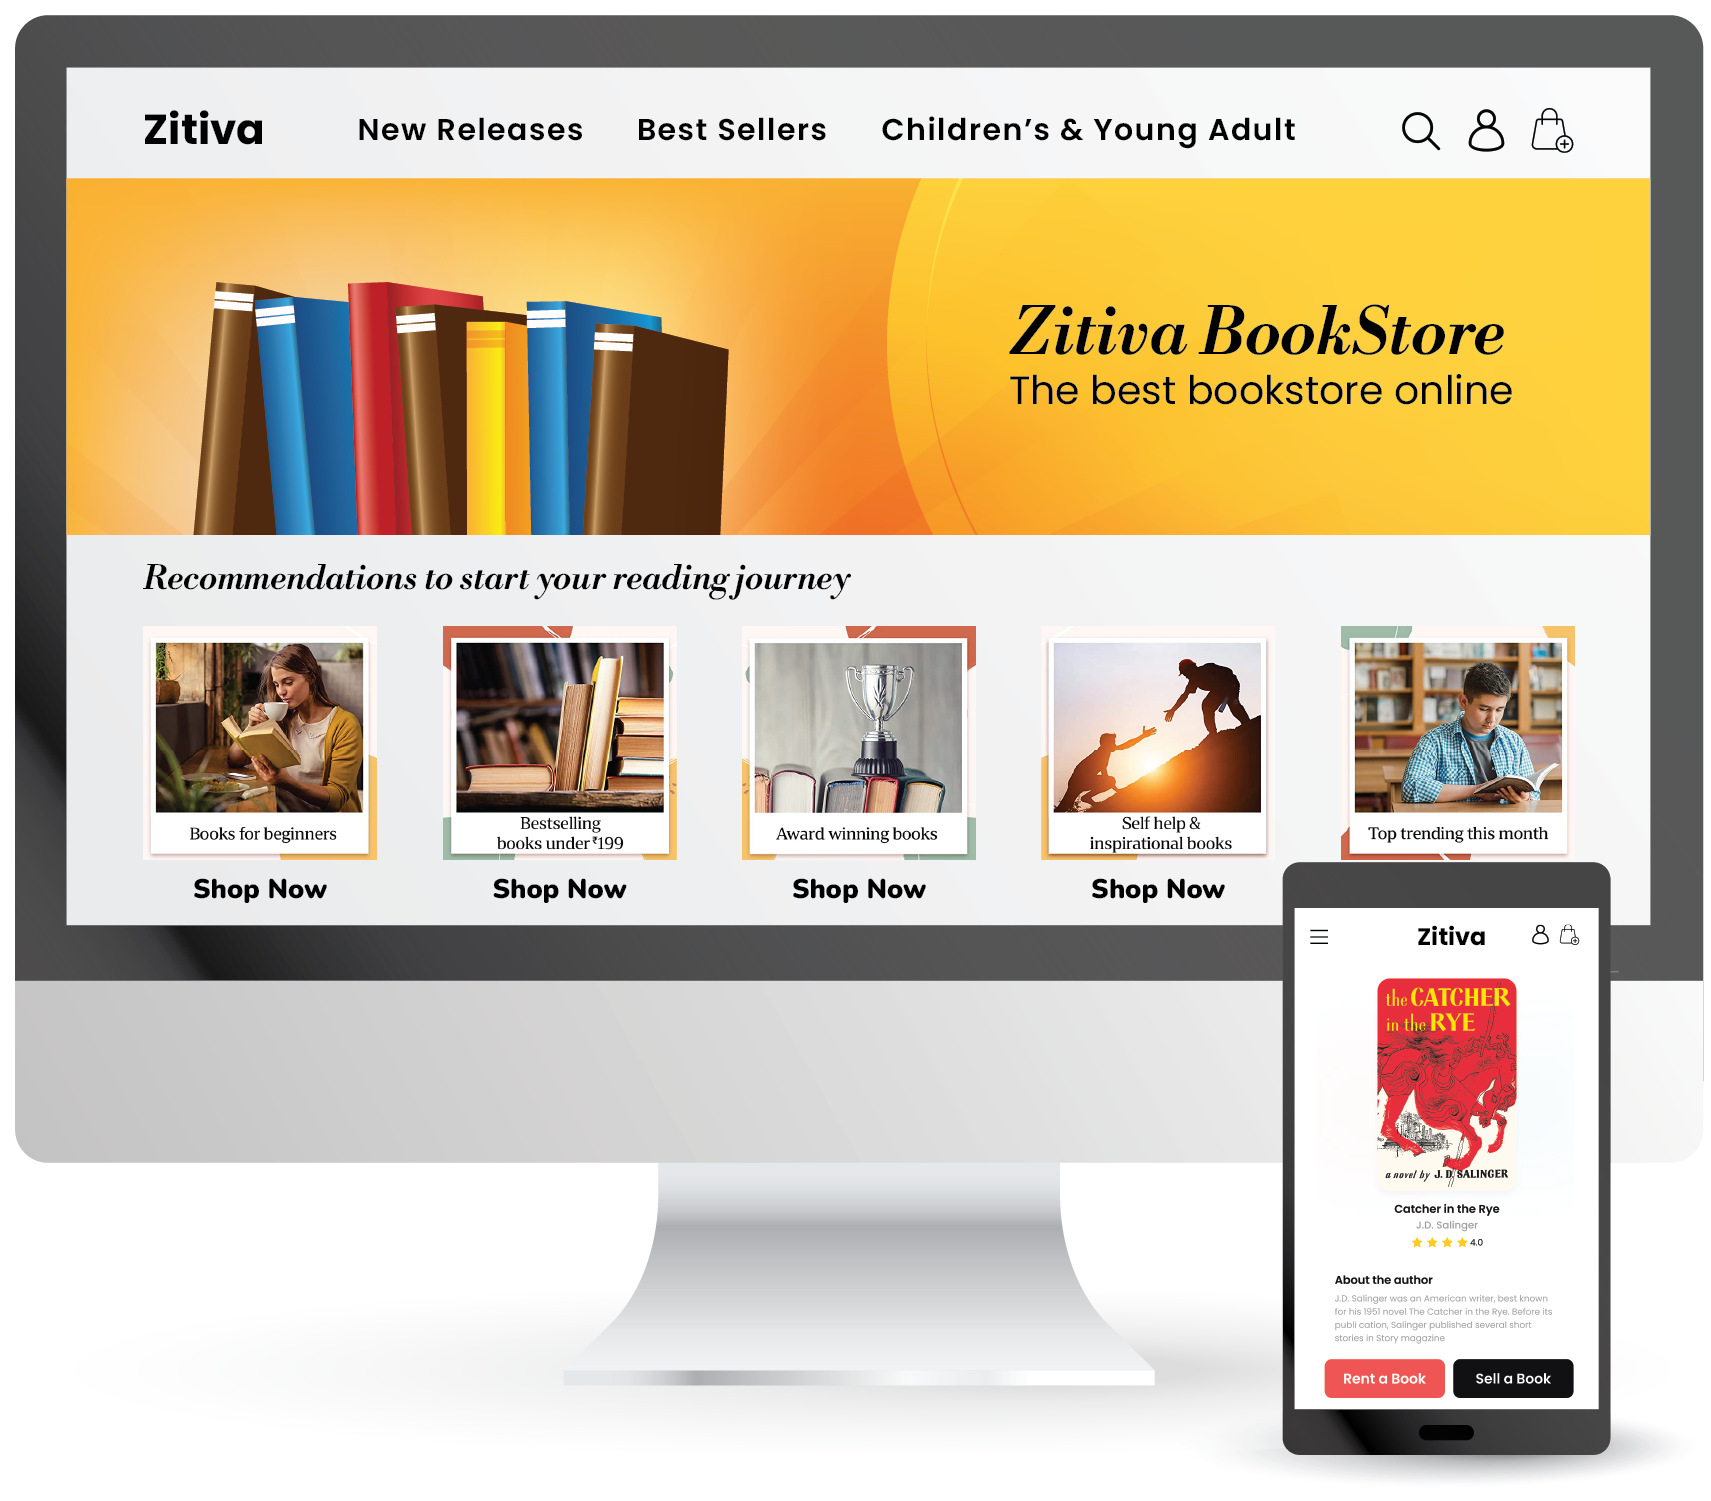 Zitiva
New Releases
Best Sellers
Children’s & Young Adult
Zitiva BookStore
The best bookstore online
Recommendations to start your reading journey
Books for beginners
Shop Now
Bestselling
books under ₹199
Shop Now
Award winning books
Shop Now
Self help &
inspirational books
Shop Now
Top trending this month
Zitiva
the CATCHER
in the RYE
a novel by J. D. SALINGER
Catcher in the Rye
J.D. Salinger
4.0
About the author
J.D. Salinger was an American writer, best known
for his 1951 novel The Catcher in the Rye. Before its
publi cation, Salinger published several short
stories in Story magazine
Rent a Book
Sell a Book